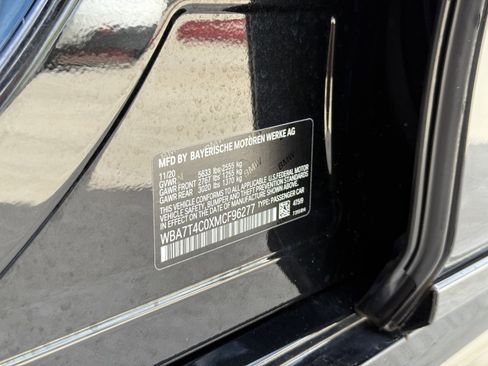 MFD BY BAYERISCHE MOTOREN WERKE AG
11/20
GVWR 5633 lbs 2555 kg
GAWR FRONT 2767 lbs 1255 kg
GAWR REAR 3020 lbs 1370 kg
THIS VEHICLE CONFORMS TO ALL APPLICABLE U.S. FEDERAL MOTOR
VEHICLE SAFETY, BUMPER, AND THEFT PREVENTION STANDARDS
IN EFFECT ON THE DATE OF MANUFACTURE SHOWN ABOVE.
WBA7T4C0XMCF96277 TYPE: PASSENGER CAR
475/9